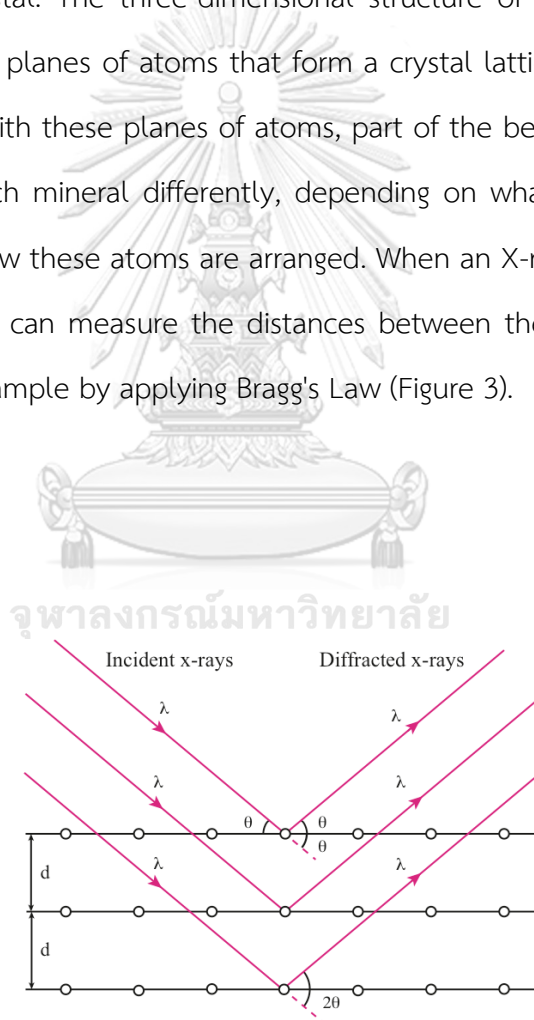 stal. The three-dimensional structure of
planes of atoms that form a crystal latti
ith these planes of atoms, part of the be
ch mineral differently, depending on wha
w these atoms are arranged. When an X-r
can measure the distances between the
ample by applying Bragg's Law (Figure 3).
จุฬาลงกรณ์มหาวิทยาลัย
Incident x-rays Diffracted x-rays
λ λ
λ λ
θ θ
θ
λ λ
d
d
2θ